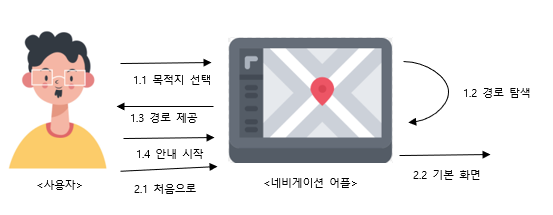 1.1 목적지 선택
1.2 경로 탐색
1.3 경로 제공
1.4 안내 시작
<사용자>
<네비게이션 어플>
2.1 처음으로
2.2 기본 화면